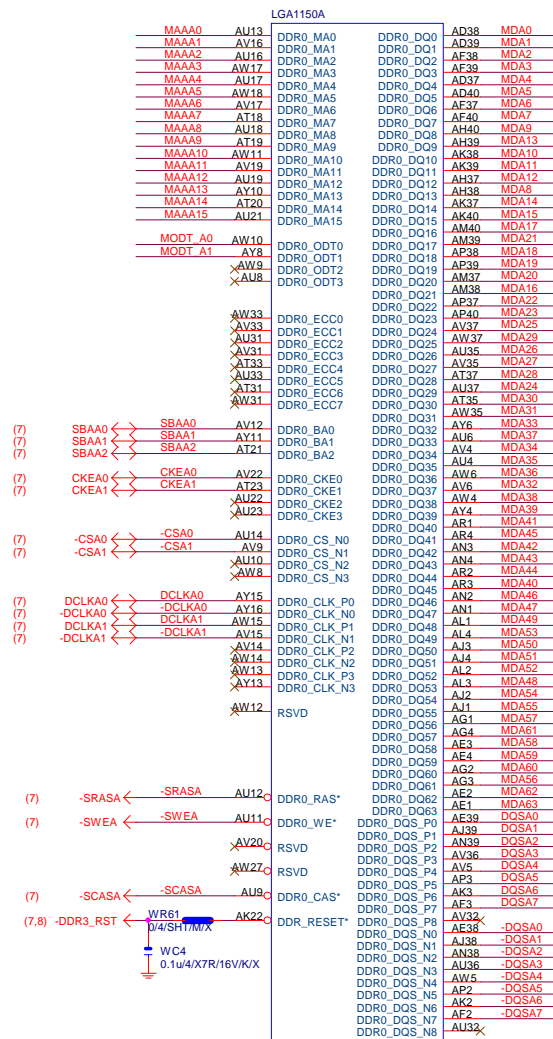 LGA1150A
MAAA0 AU13 DDR0_MA0
MAAA1 AV16 DDR0_MA1
MAAA2 AU16 DDR0_MA2
MAAA3 AW17 DDR0_MA3
MAAA4 AU17 DDR0_MA4
MAAA5 AW18 DDR0_MA5
MAAA6 AV17 DDR0_MA6
MAAA7 AT18 DDR0_MA7
MAAA8 AU18 DDR0_MA8
MAAA9 AT19 DDR0_MA9
MAAA10 AW11 DDR0_MA10
MAAA11 AV19 DDR0_MA11
MAAA12 AU19 DDR0_MA12
MAAA13 AY10 DDR0_MA13
MAAA14 AT20 DDR0_MA14
MAAA15 AU21 DDR0_MA15
MODT_A0 AW10 DDR0_ODT0
MODT_A1 AY8 DDR0_ODT1
AW9 DDR0_ODT2
AU8 DDR0_ODT3
AW33 DDR0_ECC0
AV33 DDR0_ECC1
AU31 DDR0_ECC2
AV31 DDR0_ECC3
AT33 DDR0_ECC4
AU33 DDR0_ECC5
AT31 DDR0_ECC6
AW31 DDR0_ECC7
(7) SBAA0 SBAA0 AV12 DDR0_BA0
(7) SBAA1 SBAA1 AY11 DDR0_BA1
(7) SBAA2 SBAA2 AT21 DDR0_BA2
(7) CKEA0 CKEA0 AV22 DDR0_CKE0
(7) CKEA1 CKEA1 AT23 DDR0_CKE1
AU22 DDR0_CKE2
AU23 DDR0_CKE3
(7) -CSA0 -CSA0 AU14 DDR0_CS_N0
(7) -CSA1 -CSA1 AV9 DDR0_CS_N1
AU10 DDR0_CS_N2
AW8 DDR0_CS_N3
(7) DCLKA0 DCLKA0 AY15 DDR0_CLK_P0
(7) -DCLKA0 -DCLKA0 AY16 DDR0_CLK_N0
(7) DCLKA1 DCLKA1 AW15 DDR0_CLK_P1
(7) -DCLKA1 -DCLKA1 AV15 DDR0_CLK_N1
AV14 DDR0_CLK_P2
AW14 DDR0_CLK_N2
AW13 DDR0_CLK_P3
AY13 DDR0_CLK_N3
AW12 RSVD
(7) -SRASA -SRASA AU12 DDR0_RAS*
(7) -SWEA -SWEA AU11 DDR0_WE*
AV20 RSVD
AW27 RSVD
(7) -SCASA -SCASA AU9 DDR0_CAS*
(7,8) -DDR3_RST WR61 AK22 DDR_RESET*
0/4/SHT/M/X
WC4
0.1u/4/X7R/16V/K/X
DDR0_DQ0 AD38 MDA0
DDR0_DQ1 AD39 MDA1
DDR0_DQ2 AF38 MDA2
DDR0_DQ3 AF39 MDA3
DDR0_DQ4 AD37 MDA4
DDR0_DQ5 AD40 MDA5
DDR0_DQ6 AF37 MDA6
DDR0_DQ7 AF40 MDA7
DDR0_DQ8 AH40 MDA9
DDR0_DQ9 AH39 MDA13
DDR0_DQ10 AK38 MDA10
DDR0_DQ11 AK39 MDA11
DDR0_DQ12 AH37 MDA12
DDR0_DQ13 AH38 MDA8
DDR0_DQ14 AK37 MDA14
DDR0_DQ15 AK40 MDA15
DDR0_DQ16 AM40 MDA17
DDR0_DQ17 AM39 MDA21
DDR0_DQ18 AP38 MDA18
DDR0_DQ19 AP39 MDA19
DDR0_DQ20 AM37 MDA20
DDR0_DQ21 AM38 MDA16
DDR0_DQ22 AP37 MDA22
DDR0_DQ23 AP40 MDA23
DDR0_DQ24 AV37 MDA25
DDR0_DQ25 AW37 MDA29
DDR0_DQ26 AU35 MDA26
DDR0_DQ27 AV35 MDA27
DDR0_DQ28 AT37 MDA28
DDR0_DQ29 AU37 MDA24
DDR0_DQ30 AT35 MDA30
DDR0_DQ31 AW35 MDA31
DDR0_DQ32 AY6 MDA33
DDR0_DQ33 AU6 MDA37
DDR0_DQ34 AV4 MDA34
DDR0_DQ35 AU4 MDA35
DDR0_DQ36 AW6 MDA36
DDR0_DQ37 AV6 MDA32
DDR0_DQ38 AW4 MDA38
DDR0_DQ39 AY4 MDA39
DDR0_DQ40 AR1 MDA41
DDR0_DQ41 AR4 MDA45
DDR0_DQ42 AN3 MDA42
DDR0_DQ43 AN4 MDA43
DDR0_DQ44 AR2 MDA44
DDR0_DQ45 AR3 MDA40
DDR0_DQ46 AN2 MDA46
DDR0_DQ47 AN1 MDA47
DDR0_DQ48 AL1 MDA49
DDR0_DQ49 AL4 MDA53
DDR0_DQ50 AJ3 MDA50
DDR0_DQ51 AJ4 MDA51
DDR0_DQ52 AL2 MDA52
DDR0_DQ53 AL3 MDA48
DDR0_DQ54 AJ2 MDA54
DDR0_DQ55 AJ1 MDA55
DDR0_DQ56 AG1 MDA57
DDR0_DQ57 AG4 MDA61
DDR0_DQ58 AE3 MDA58
DDR0_DQ59 AE4 MDA59
DDR0_DQ60 AG2 MDA60
DDR0_DQ61 AG3 MDA56
DDR0_DQ62 AE2 MDA62
DDR0_DQ63 AE1 MDA63
DDR0_DQS_P0 AE39 DQSA0
DDR0_DQS_P1 AJ39 DQSA1
DDR0_DQS_P2 AN39 DQSA2
DDR0_DQS_P3 AV36 DQSA3
DDR0_DQS_P4 AV5 DQSA4
DDR0_DQS_P5 AP3 DQSA5
DDR0_DQS_P6 AK3 DQSA6
DDR0_DQS_P7 AF3 DQSA7
DDR0_DQS_P8 AV32
DDR0_DQS_N0 AE38 -DQSA0
DDR0_DQS_N1 AJ38 -DQSA1
DDR0_DQS_N2 AN38 -DQSA2
DDR0_DQS_N3 AU36 -DQSA3
DDR0_DQS_N4 AW5 -DQSA4
DDR0_DQS_N5 AP2 -DQSA5
DDR0_DQS_N6 AK2 -DQSA6
DDR0_DQS_N7 AF2 -DQSA7
DDR0_DQS_N8 AU32